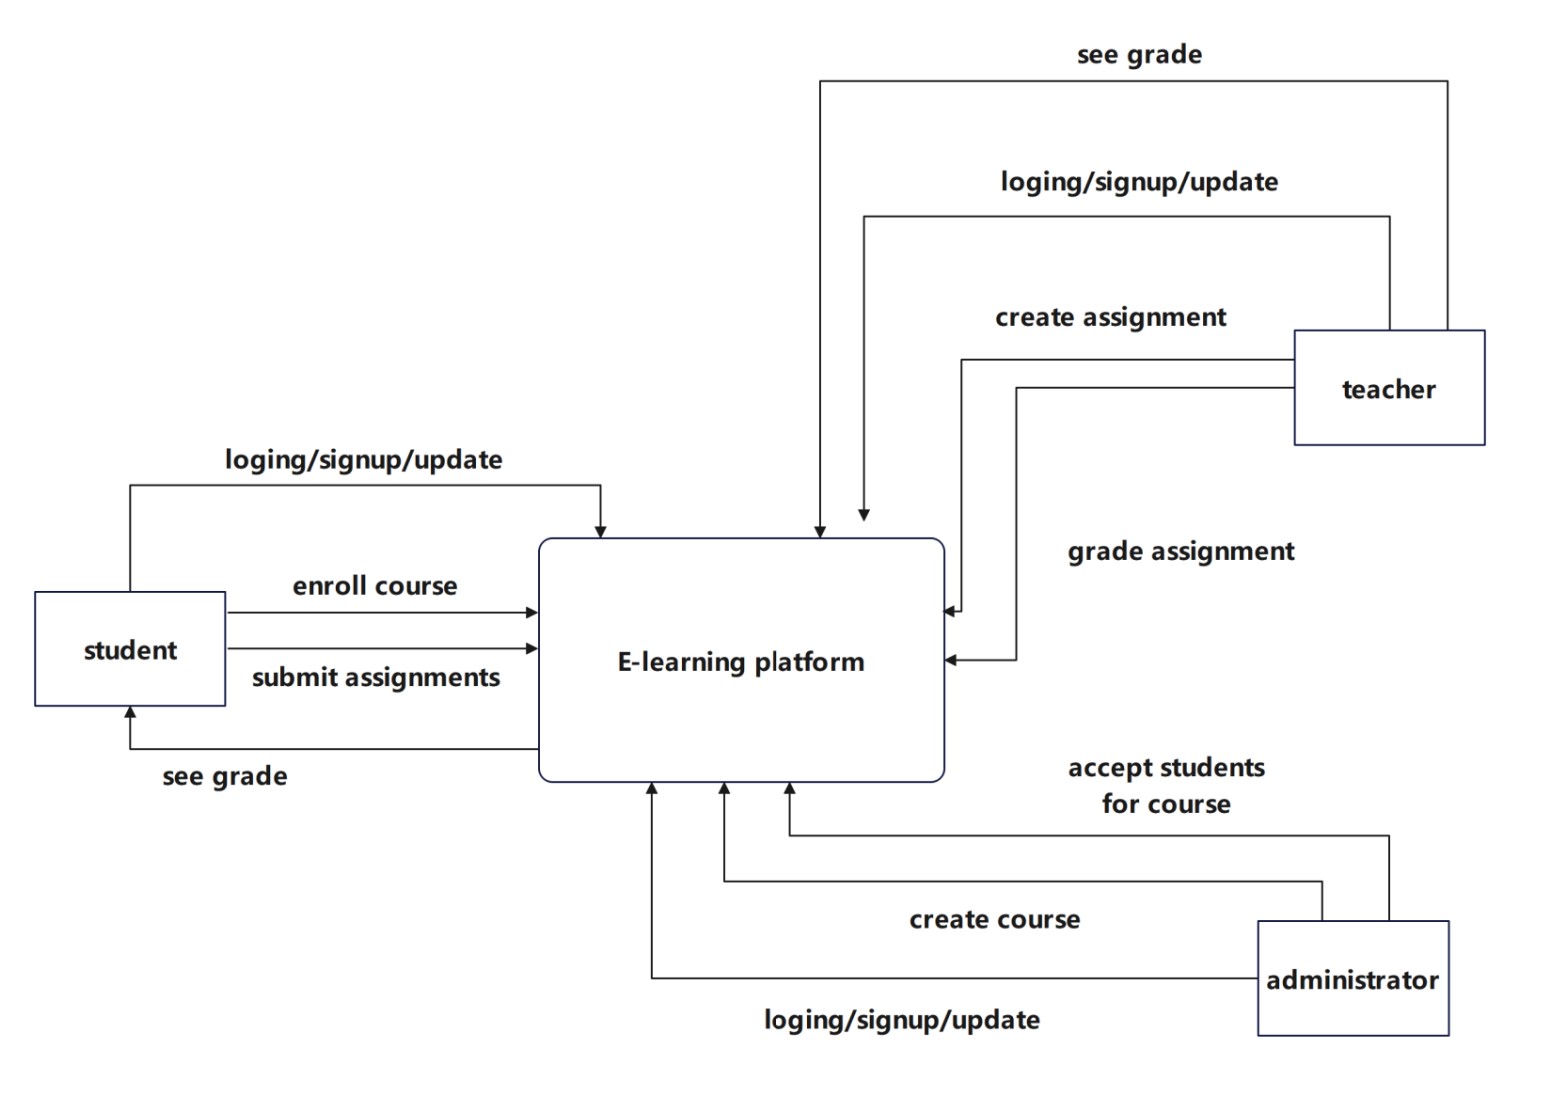 see grade
loging/signup/update
create assignment
teacher
loging/signup/update
grade assignment
enroll course
student
E-learning platform
submit assignments
see grade
accept students
for course
create course
administrator
loging/signup/update